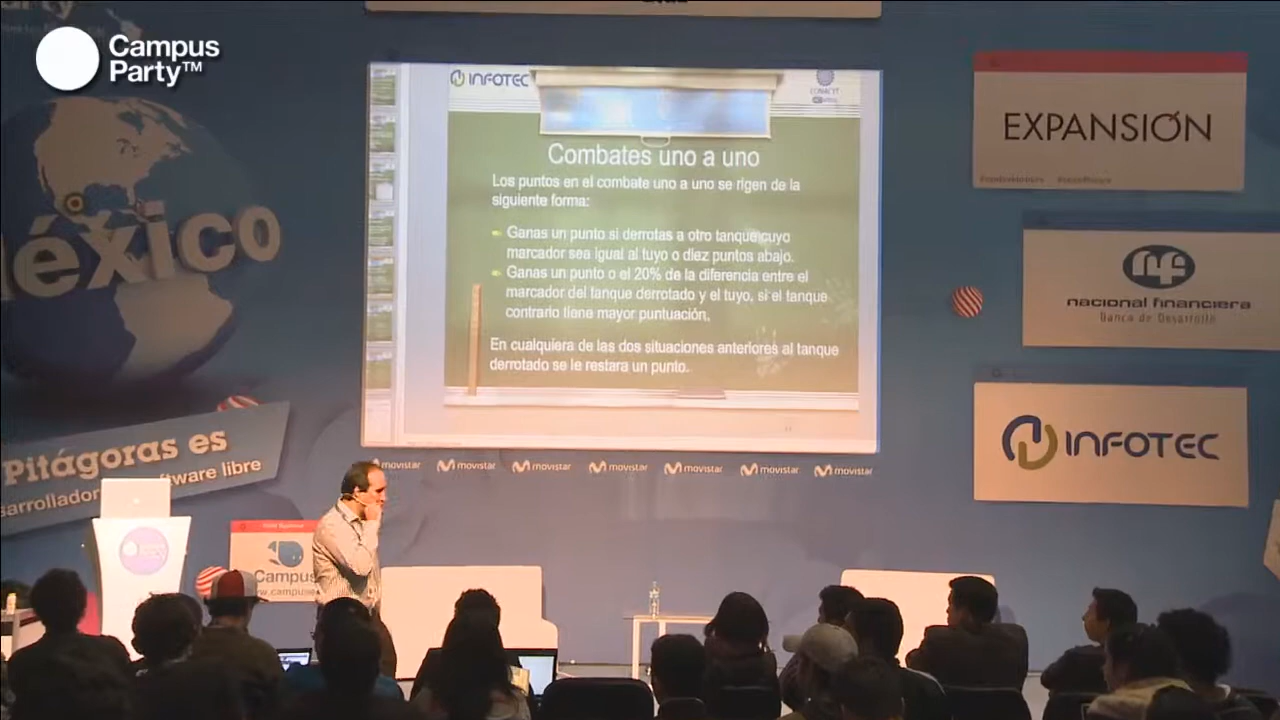 Campus
Party™
INFOTEC
CONACYT
Combates uno a uno
Los puntos en el combate uno a uno se rigen de la
siguiente forma:
Ganas un punto si derrotas a otro tanque cuyo
marcador sea igual al tuyo o diez puntos abajo.
Ganas un punto o el 20% de la diferencia entre el
marcador del tanque derrotado y el tuyo, si el tanque
contrario tiene mayor puntuación.
En cualquiera de las dos situaciones anteriores al tanque
derrotado se le restara un punto.
EXPANSIÓN
nf
nacional financiera
Banca de Desarrollo
INFOTEC
éxico
Pitágoras es
sarrollador ware libre
movistar movistar movistar movistar movistar movistar movistar
Campus